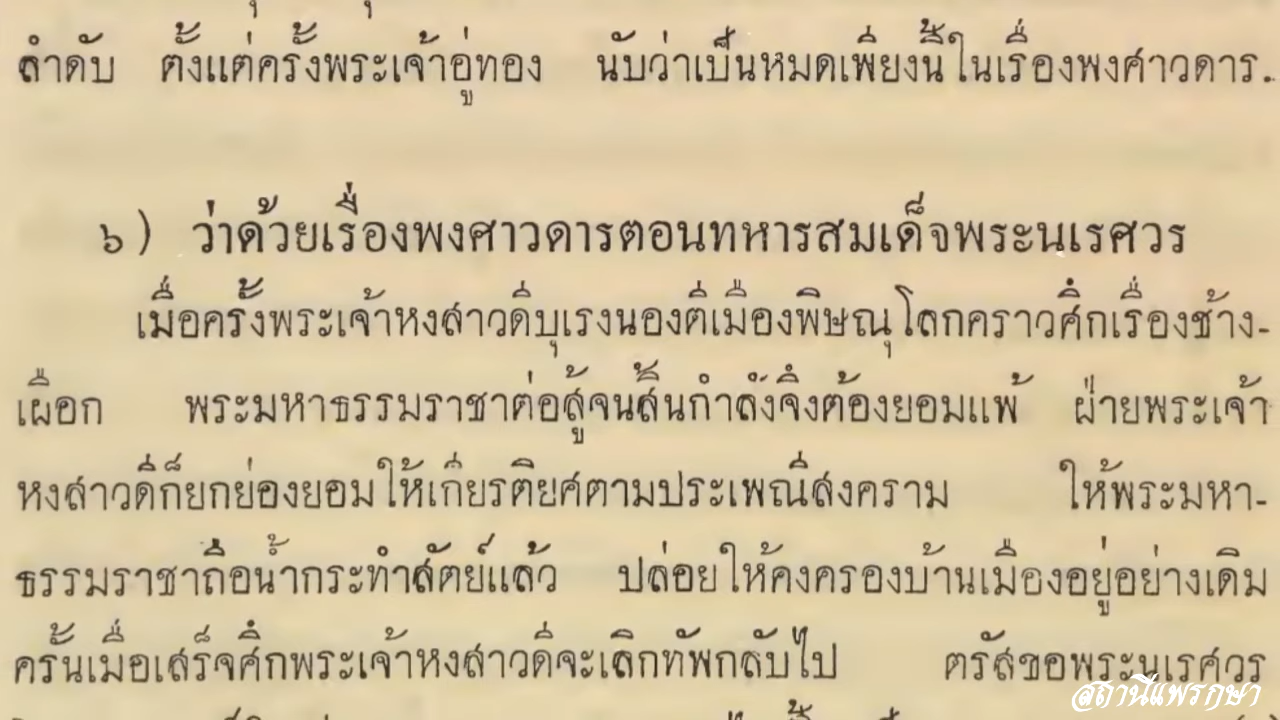 ลำดับ ตั้งแต่ครั้งพระเจ้าอู่ทอง นับว่าเป็นหมดเพียงนี้ในเรื่องพงศาวดาร.
๖) ว่าด้วยเรื่องพงศาวดารตอนทหารสมเด็จพระนเรศวร
เมื่อครั้งพระเจ้าหงสาวดีบุเรงนองตีเมืองพิษณุโลกคราวศึกเรื่องช้าง-
เผือก พระมหาธรรมราชาต่อสู้จนสิ้นกำลังจึงต้องยอมแพ้ ฝ่ายพระเจ้า
หงสาวดีก็ยกย่องยอมให้เกียรติยศตามประเพณีสงคราม ให้พระมหา-
ธรรมราชาถือน้ำกระทำสัตย์แล้ว ปล่อยให้คงครองบ้านเมืองอยู่อย่างเดิม
ครั้นเมื่อเสร็จศึกพระเจ้าหงสาวดีจะเลิกทัพกลับไป ตรัสขอพระนเรศวร
สถานีแพรกษา